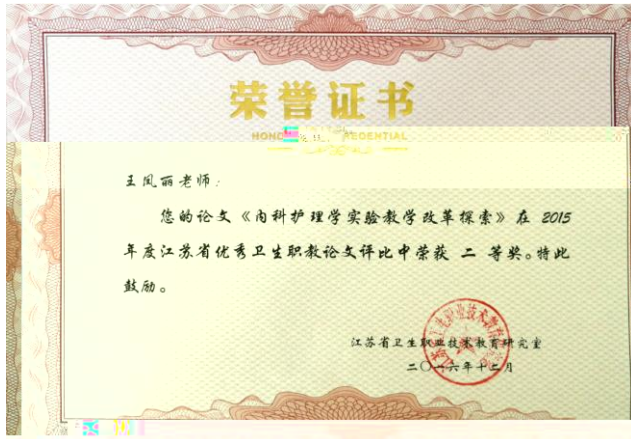 荣誉证书
王凤丽老师：
您的论文《内科护理学实验教学改革探索》在 2015
年度江苏省优秀卫生职教论文评比中荣获 二 等奖。特此
鼓励。
江苏省卫生职业技术教育研究室
二〇一六年十二月